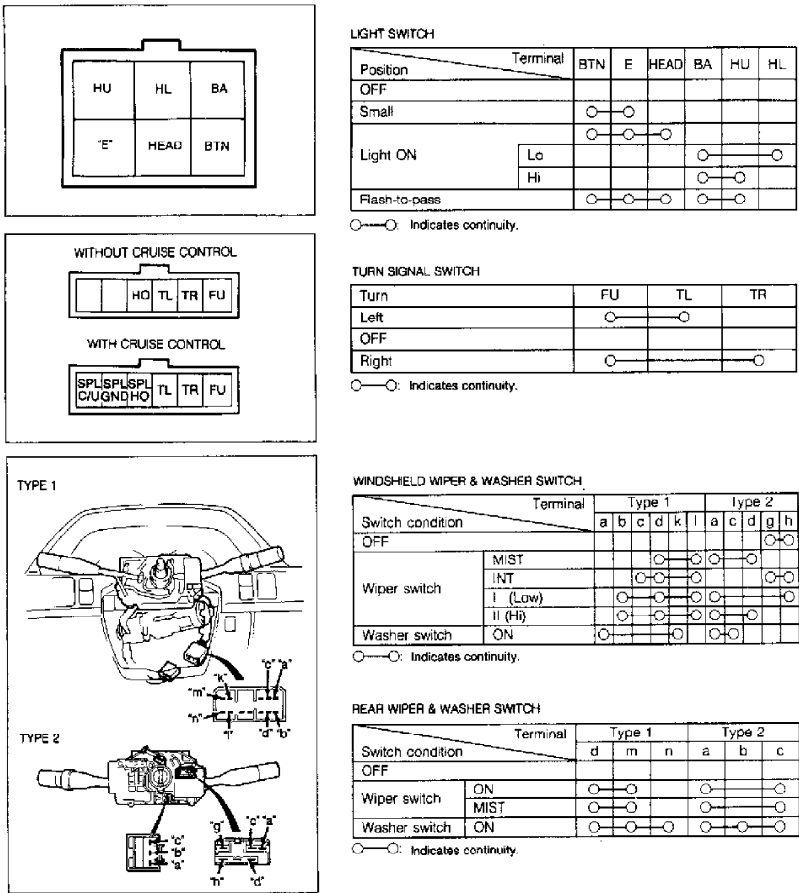 HU HL BA
"E" HEAD BTN
WITHOUT CRUISE CONTROL
HO TL TR FU
WITH CRUISE CONTROL
SPL C/U SPL GND SPL HO TL TR FU
TYPE 1
"k" "c" "a"
"m"
"n"
"l" "d" "b"
TYPE 2
"c"
"b"
"a"
"g" "c" "a"
"h" "d"
LIGHT SWITCH
Terminal
Position
BTN E HEAD BA HU HL
OFF
Small
Light ON
Lo
Hi
Flash-to-pass
: Indicates continuity.
TURN SIGNAL SWITCH
Turn FU TL TR
Left
OFF
Right
: Indicates continuity.
WINDSHIELD WIPER & WASHER SWITCH
Terminal Type 1 Type 2
Switch condition a b c d k l a c d g h
OFF
Wiper switch
MIST
INT
I (Low)
II (Hi)
Washer switch ON
: Indicates continuity.
REAR WIPER & WASHER SWITCH
Terminal Type 1 Type 2
Switch condition d m n a b c
OFF
Wiper switch
ON
MIST
Washer switch ON
: Indicates continuity.